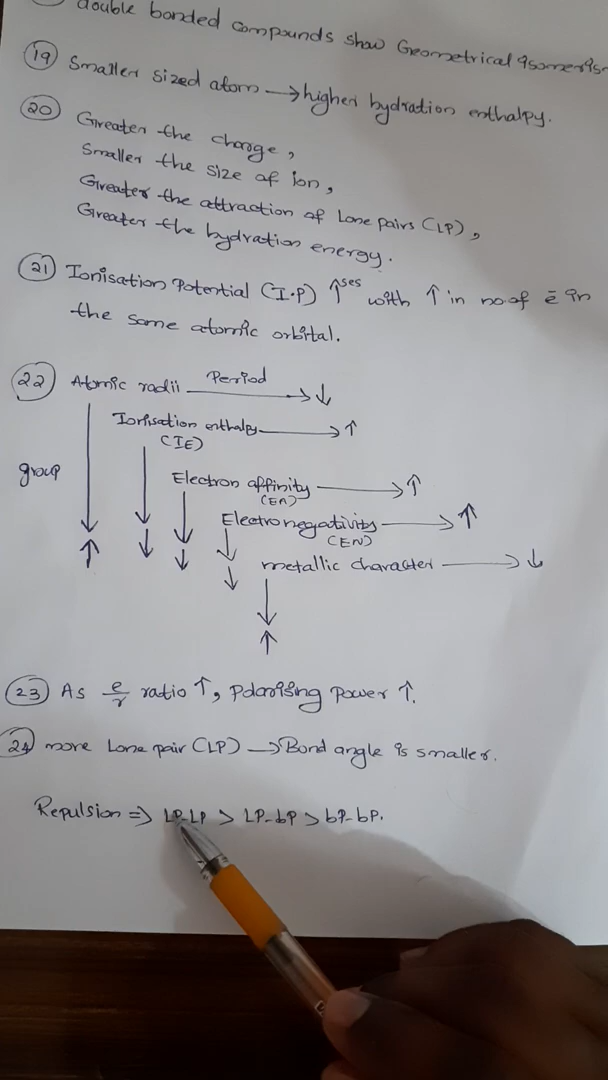 double bonded compounds show Geometrical isomeris
(19) Smaller sized atom → higher hydration enthalpy.
(20) Greater the charge,
Smaller the size of ion,
Greater the attraction of Lone pairs (LP),
Greater the hydration energy.
(21) Ionisation Potential (I.P) ↑ses with ↑ in no of ē in
the same atomic orbital.
(22) Atomic radii Period → ↓
Ionisation enthalpy → ↑
(IE)
group
Electron affinity → ↑
(EA)
Electronegativity → ↑
(EN)
metallic character → ↓
↓ ↓ ↓ ↓ ↓
↑ ↓ ↓ ↓ ↑
(23) As e/r ratio ↑, Polarising Power ↑.
(24) more Lone pair (LP) → Bond angle is smaller.
Repulsion ⇒ LP-LP > LP-bP > bP-bP.